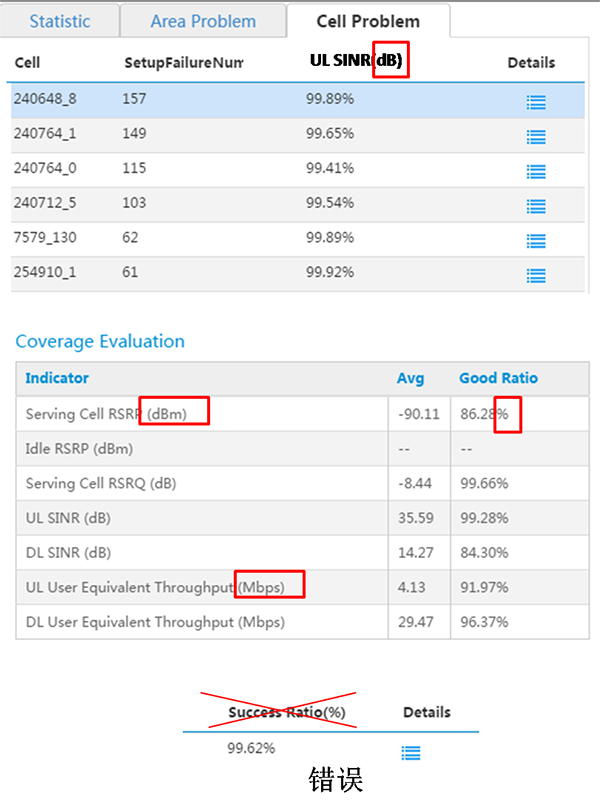 Statistic Area Problem Cell Problem
Cell SetupFailureNum UL SINR(dB) Details
240648_8 157 99.89%
240764_1 149 99.65%
240764_0 115 99.41%
240712_5 103 99.54%
7579_130 62 99.89%
254910_1 61 99.92%
Coverage Evaluation
Indicator Avg Good Ratio
Serving Cell RSRP (dBm) -90.11 86.28%
Idle RSRP (dBm) -- --
Serving Cell RSRQ (dB) -8.44 99.66%
UL SINR (dB) 35.59 99.28%
DL SINR (dB) 14.27 84.30%
UL User Equivalent Throughput (Mbps) 4.13 91.97%
DL User Equivalent Throughput (Mbps) 29.47 96.37%
Success Ratio(%) Details
99.62%
错误